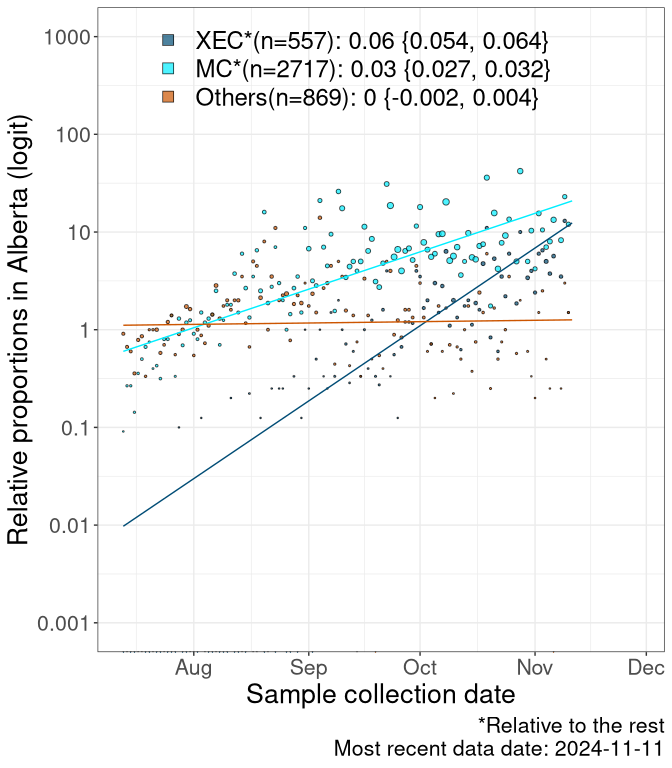 XEC*(n=557): 0.06 {0.054, 0.064}
MC*(n=2717): 0.03 {0.027, 0.032}
Others(n=869): 0 {-0.002, 0.004}
Relative proportions in Alberta (logit)
1000
100
10
1
0.1
0.01
0.001
Aug Sep Oct Nov Dec
Sample collection date
*Relative to the rest
Most recent data date: 2024-11-11